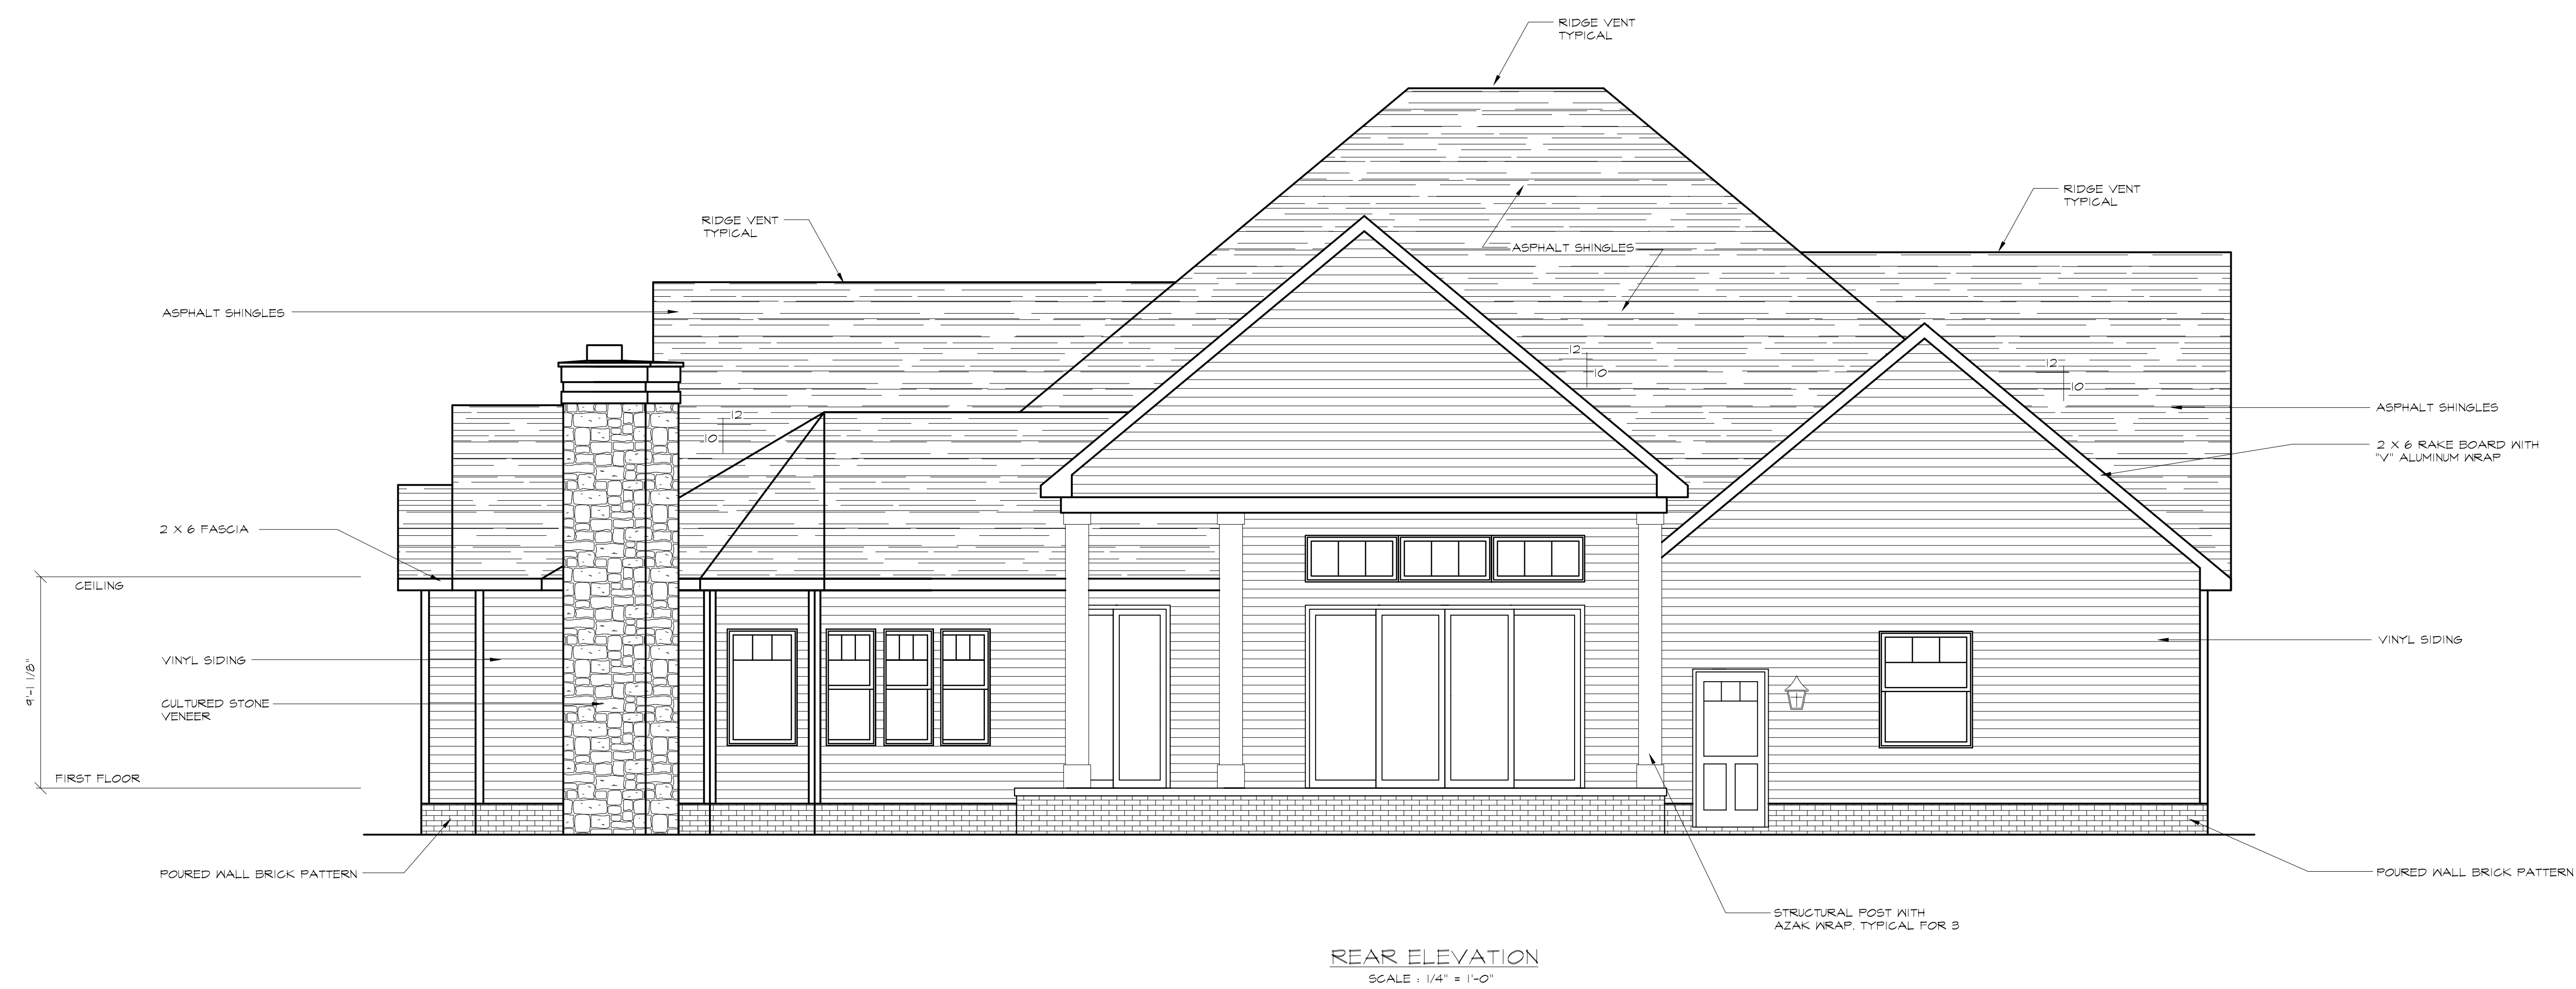 RIDGE VENT
TYPICAL
RIDGE VENT
TYPICAL
RIDGE VENT
TYPICAL
ASPHALT SHINGLES
ASPHALT SHINGLES
12
10
12
10
12
10
ASPHALT SHINGLES
2 X 6 RAKE BOARD WITH
"V" ALUMINUM WRAP
2 X 6 FASCIA
CEILING
9'-1 1/8"
VINYL SIDING
VINYL SIDING
CULTURED STONE
VENEER
FIRST FLOOR
POURED WALL BRICK PATTERN
POURED WALL BRICK PATTERN
STRUCTURAL POST WITH
AZAK WRAP. TYPICAL FOR 3
REAR ELEVATION
SCALE : 1/4" = 1'-0"